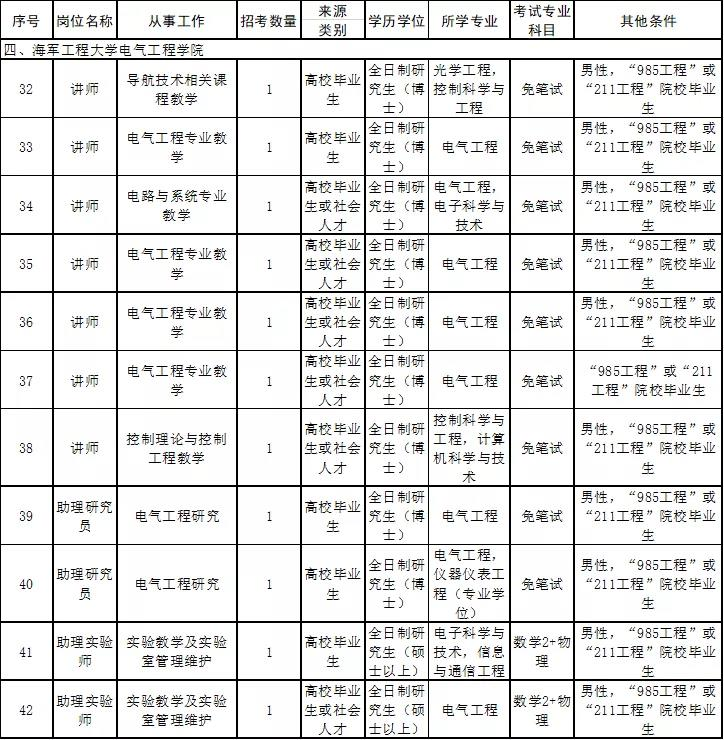 序号 岗位名称 从事工作 招考数量 来源类别 学历学位 所学专业 考试专业科目 其他条件
四、海军工程大学电气工程学院
32 讲师 导航技术相关课程教学 1 高校毕业生 全日制研究生（博士） 光学工程，控制科学与工程 免笔试 男性，“985工程”或“211工程”院校毕业生
33 讲师 电气工程专业教学 1 高校毕业生 全日制研究生（博士） 电气工程 免笔试 男性，“985工程”或“211工程”院校毕业生
34 讲师 电路与系统专业教学 1 高校毕业生或社会人才 全日制研究生（博士） 电气工程，电子科学与技术 免笔试 男性，“985工程”或“211工程”院校毕业生
35 讲师 电气工程专业教学 1 高校毕业生或社会人才 全日制研究生（博士） 电气工程 免笔试 男性，“985工程”或“211工程”院校毕业生
36 讲师 电气工程专业教学 1 高校毕业生或社会人才 全日制研究生（博士） 电气工程 免笔试 男性，“985工程”或“211工程”院校毕业生
37 讲师 电气工程专业教学 1 高校毕业生或社会人才 全日制研究生（博士） 电气工程 免笔试 “985工程”或“211工程”院校毕业生
38 讲师 控制理论与控制工程教学 1 高校毕业生或社会人才 全日制研究生（博士） 控制科学与工程，计算机科学与技术 免笔试 男性，“985工程”或“211工程”院校毕业生
39 助理研究员 电气工程研究 1 高校毕业生 全日制研究生（博士） 电气工程 免笔试 男性，“985工程”或“211工程”院校毕业生
40 助理研究员 电气工程研究 1 高校毕业生 全日制研究生（博士） 电气工程，仪器仪表工程（专业学位） 免笔试 男性，“985工程”或“211工程”院校毕业生
41 助理实验师 实验教学及实验室管理维护 1 高校毕业生 全日制研究生（硕士以上） 电子科学与技术，信息与通信工程 数学2+物理 男性，“985工程”或“211工程”院校毕业生
42 助理实验师 实验教学及实验室管理维护 1 高校毕业生或社会人才 全日制研究生（硕士以上） 电气工程 数学2+物理 男性，“985工程”或“211工程”院校毕业生